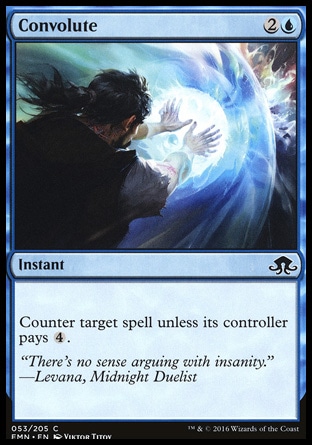 Convolute 2
Instant
Counter target spell unless its controller
pays 4.
"There's no sense arguing with insanity."
—Levana, Midnight Duelist
053/205 C
EMN • EN Viktor Titov
™ & © 2016 Wizards of the Coast